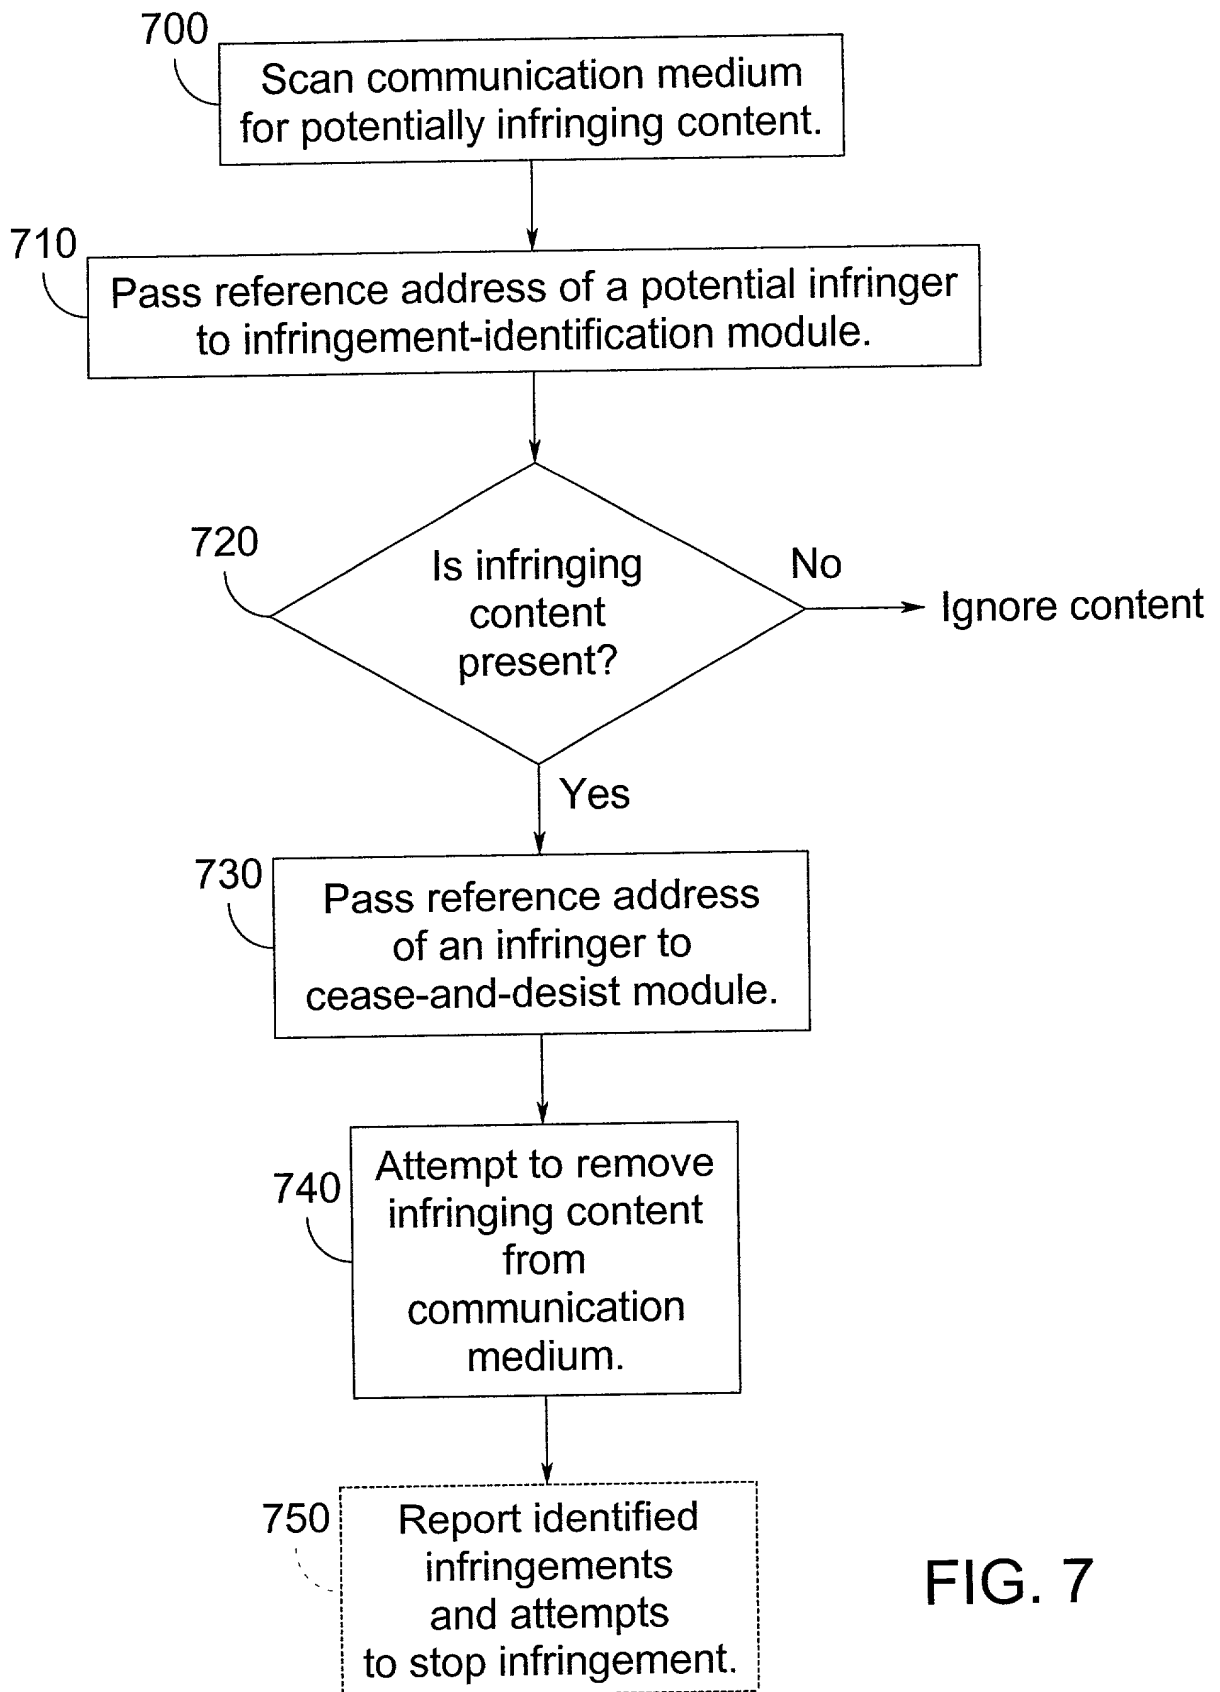 700
Scan communication medium
for potentially infringing content.
710
Pass reference address of a potential infringer
to infringement-identification module.
720
Is infringing
content
present?
No
Ignore content
Yes
730
Pass reference address
of an infringer to
cease-and-desist module.
740
Attempt to remove
infringing content
from
communication
medium.
750
Report identified
infringements
and attempts
to stop infringement.
FIG. 7